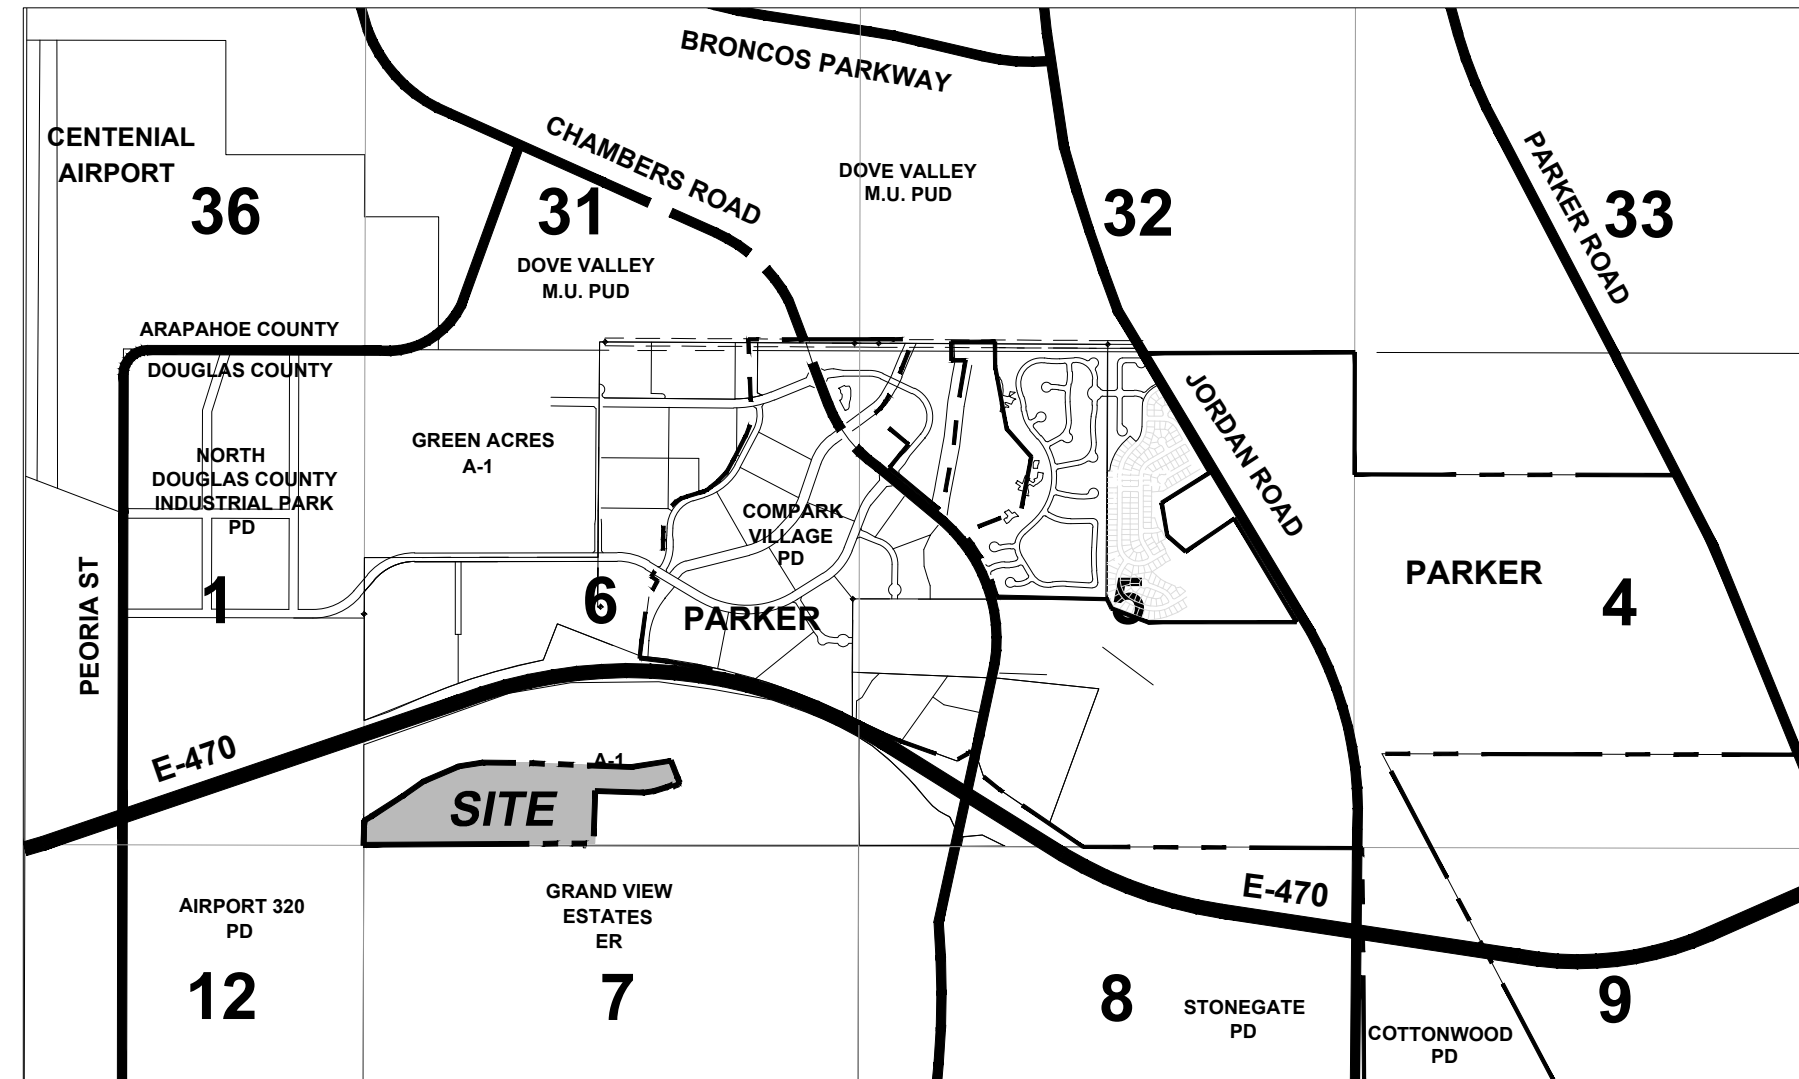 BRONCOS PARKWAY
CENTENIAL
AIRPORT
36
CHAMBERS ROAD
31
DOVE VALLEY
M.U. PUD
DOVE VALLEY
M.U. PUD
32
PARKER ROAD
33
ARAPAHOE COUNTY
DOUGLAS COUNTY
NORTH
DOUGLAS COUNTY
INDUSTRIAL PARK
PD
GREEN ACRES
A-1
COMPARK
VILLAGE
PD
JORDAN ROAD
PEORIA ST
1
6
PARKER
5
PARKER
4
E-470
A-1
SITE
AIRPORT 320
PD
12
GRAND VIEW
ESTATES
ER
7
E-470
8
STONEGATE
PD
COTTONWOOD
PD
9